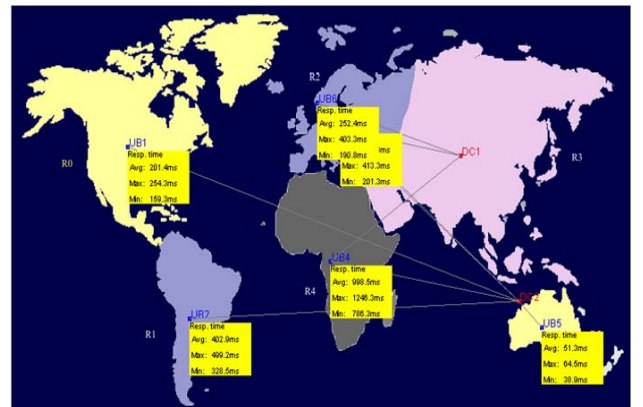 R2
UB6
Resp. time
Avg: 252.4ms
Max: 403.3ms
Min: 190.8ms
Max: 413.3ms
Min: 201.3ms
UB1
Resp. time
Avg: 201.4ms
Max: 254.3ms
Min: 159.3ms
R0
DC1
R3
UB4
Resp. time
Avg: 998.5ms
Max: 1246.3ms
Min: 786.3ms
R4
UB2
Resp. time
Avg: 402.9ms
Max: 499.2ms
Min: 328.5ms
R1
DC2
UB5
Resp. time
Avg: 51.3ms
Max: 64.5ms
Min: 38.9ms